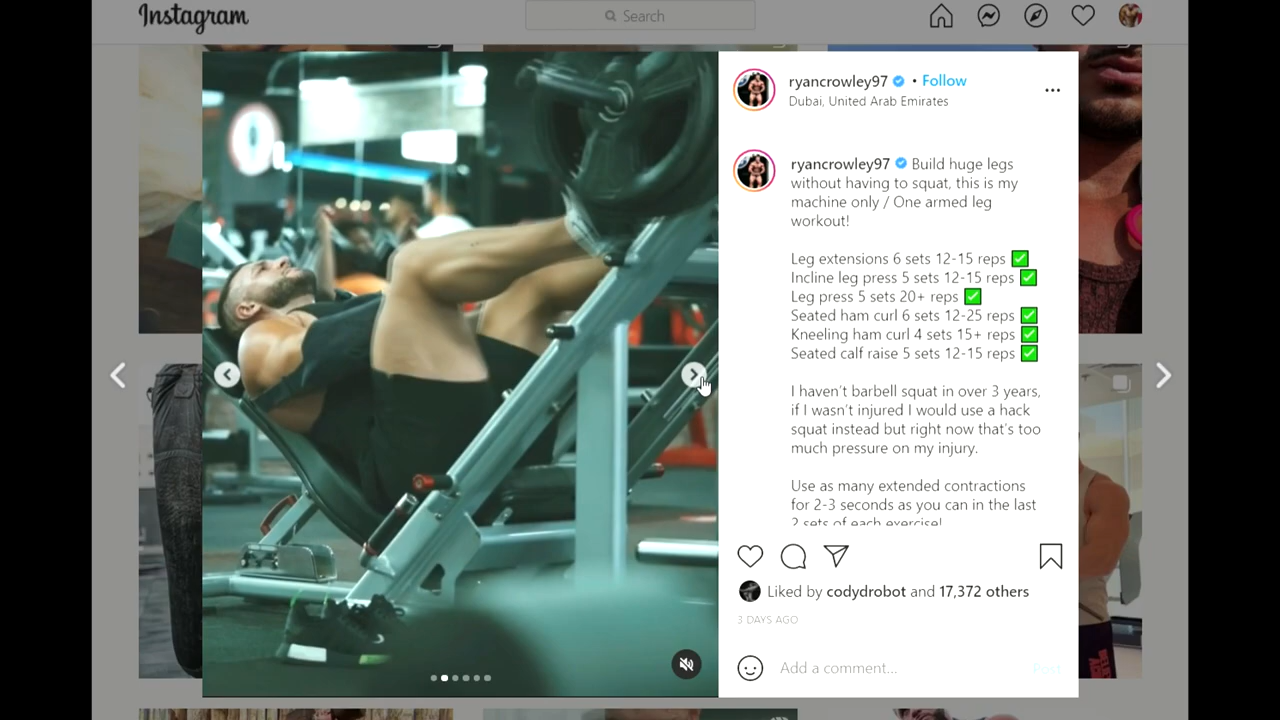 Instagram
Search
ryancrowley97 • Follow
Dubai, United Arab Emirates
ryancrowley97 Build huge legs
without having to squat, this is my
machine only / One armed leg
workout!
Leg extensions 6 sets 12-15 reps ✅
Incline leg press 5 sets 12-15 reps ✅
Leg press 5 sets 20+ reps ✅
Seated ham curl 6 sets 12-25 reps ✅
Kneeling ham curl 4 sets 15+ reps ✅
Seated calf raise 5 sets 12-15 reps ✅
I haven't barbell squat in over 3 years,
if I wasn't injured I would use a hack
squat instead but right now that's too
much pressure on my injury.
Use as many extended contractions
for 2-3 seconds as you can in the last
2 sets of each exercise!
Liked by codydrobot and 17,372 others
3 DAYS AGO
Add a comment...
Post